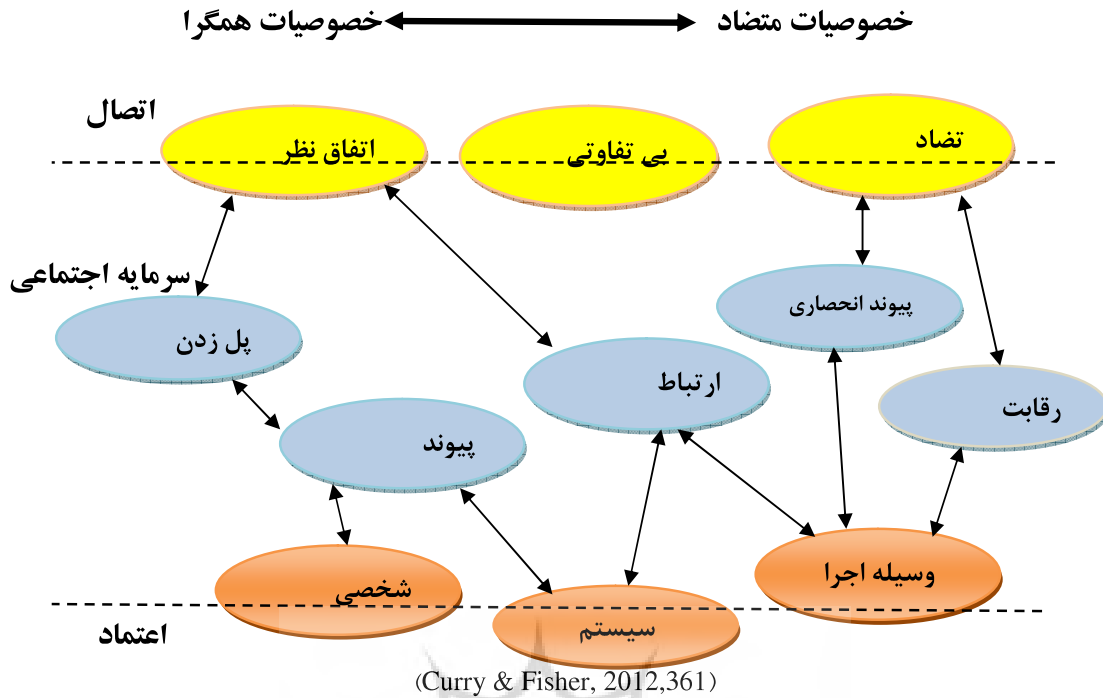 خصوصیات متضاد
خصوصیات همگرا
اتصال
تضاد
بی تفاوتی
اتفاق نظر
سرمایه اجتماعی
پیوند انحصاری
پل زدن
ارتباط
رقابت
پیوند
وسیله اجرا
شخصی
سیستم
اعتماد
(Curry & Fisher, 2012,361)